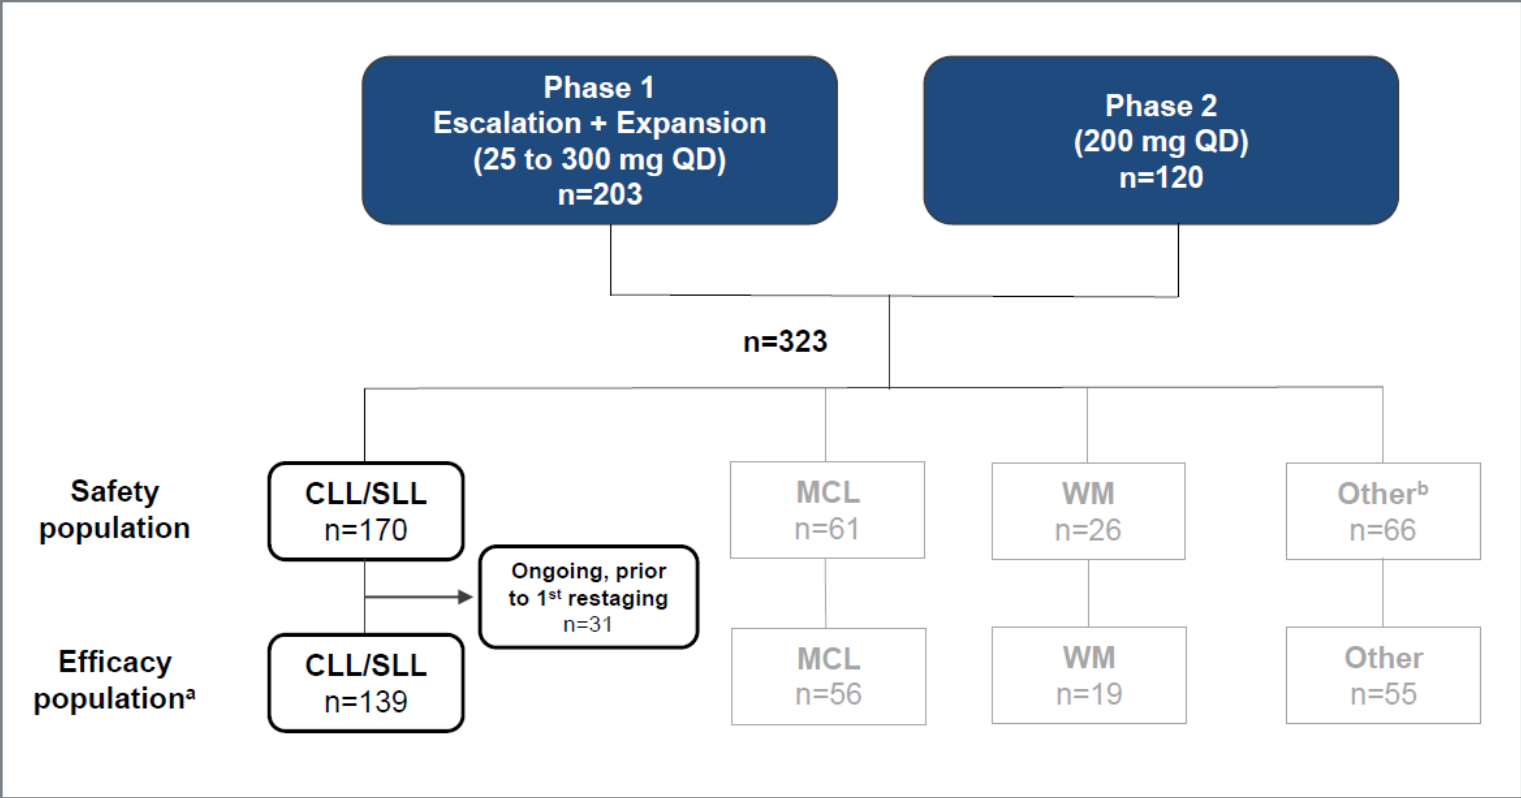 Phase 1
Escalation + Expansion
(25 to 300 mg QD)
n=203
Phase 2
(200 mg QD)
n=120
n=323
Safety
population
CLL/SLL
n=170
MCL
n=61
WM
n=26
Otherᵇ
n=66
Ongoing, prior
to 1ˢᵗ restaging
n=31
Efficacy
populationᵃ
CLL/SLL
n=139
MCL
n=56
WM
n=19
Other
n=55